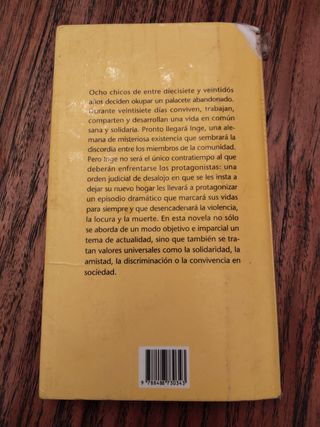 Ocho chicos de entre diecisiete y veintidós
años deciden okupar un palacete abandonado.
Durante veintisiete días conviven, trabajan,
comparten y desarrollan una vida en común
sana y solidaria. Pronto llegará Inge, una ale-
mana de misteriosa existencia que sembrará la
discordia entre los miembros de la comunidad.
Pero Inge no será el único contratiempo al que
deberán enfrentarse los protagonistas: una
orden judicial de desalojo en que se les insta a
dejar su nuevo hogar les llevará a protagonizar
un episodio dramático que marcará sus vidas
para siempre y que desencadenará la violencia,
la locura y la muerte. En esta novela no sólo
se aborda de un modo objetivo e imparcial un
tema de actualidad, sino que también se tra-
tan valores universales como la solidaridad, la
amistad, la discriminación o la convivencia en
sociedad.